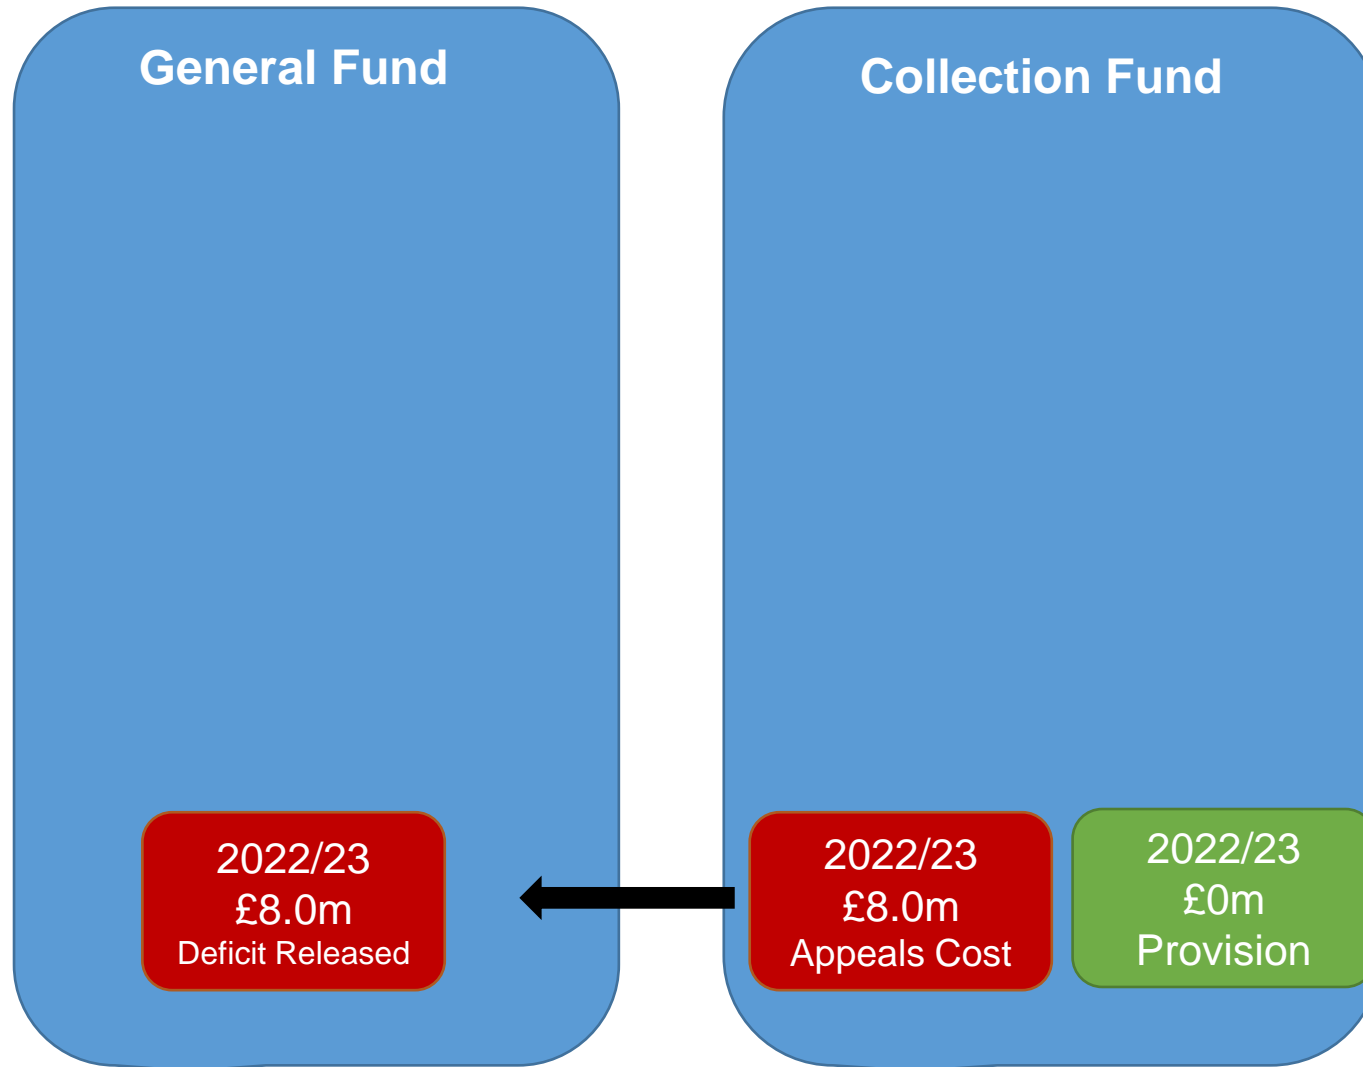 General Fund
Collection Fund
2022/23
£8.0m
Deficit Released
2022/23
£8.0m
Appeals Cost
2022/23
£0m
Provision